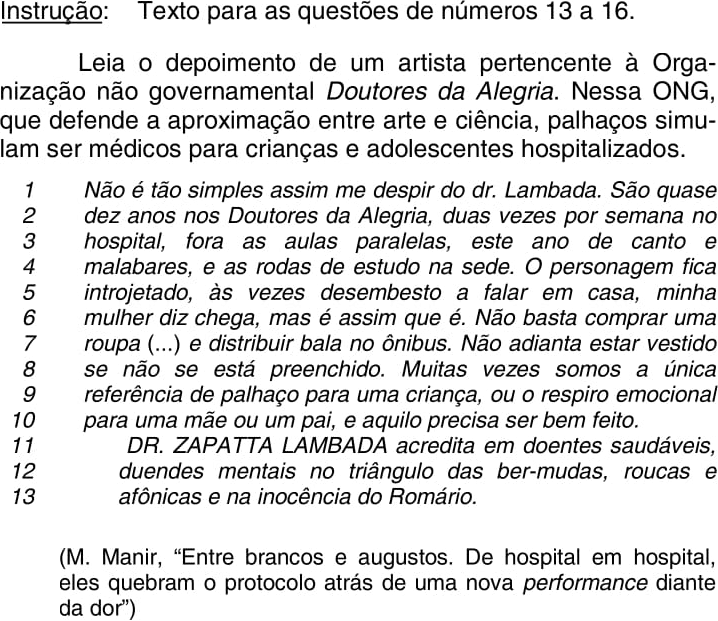 Instrução: Texto para as questões de números 13 a 16.
Leia o depoimento de um artista pertencente à Orga-
nização não governamental Doutores da Alegria. Nessa ONG,
que defende a aproximação entre arte e ciência, palhaços simu-
lam ser médicos para crianças e adolescentes hospitalizados.
1 Não é tão simples assim me despir do dr. Lambada. São quase
2 dez anos nos Doutores da Alegria, duas vezes por semana no
3 hospital, fora as aulas paralelas, este ano de canto e
4 malabares, e as rodas de estudo na sede. O personagem fica
5 introjetado, às vezes desembesto a falar em casa, minha
6 mulher diz chega, mas é assim que é. Não basta comprar uma
7 roupa (...) e distribuir bala no ônibus. Não adianta estar vestido
8 se não se está preenchido. Muitas vezes somos a única
9 referência de palhaço para uma criança, ou o respiro emocional
10 para uma mãe ou um pai, e aquilo precisa ser bem feito.
11 DR. ZAPATTA LAMBADA acredita em doentes saudáveis,
12 duendes mentais no triângulo das ber-mudas, roucas e
13 afônicas e na inocência do Romário.
(M. Manir, “Entre brancos e augustos. De hospital em hospital,
eles quebram o protocolo atrás de uma nova performance diante
da dor”)